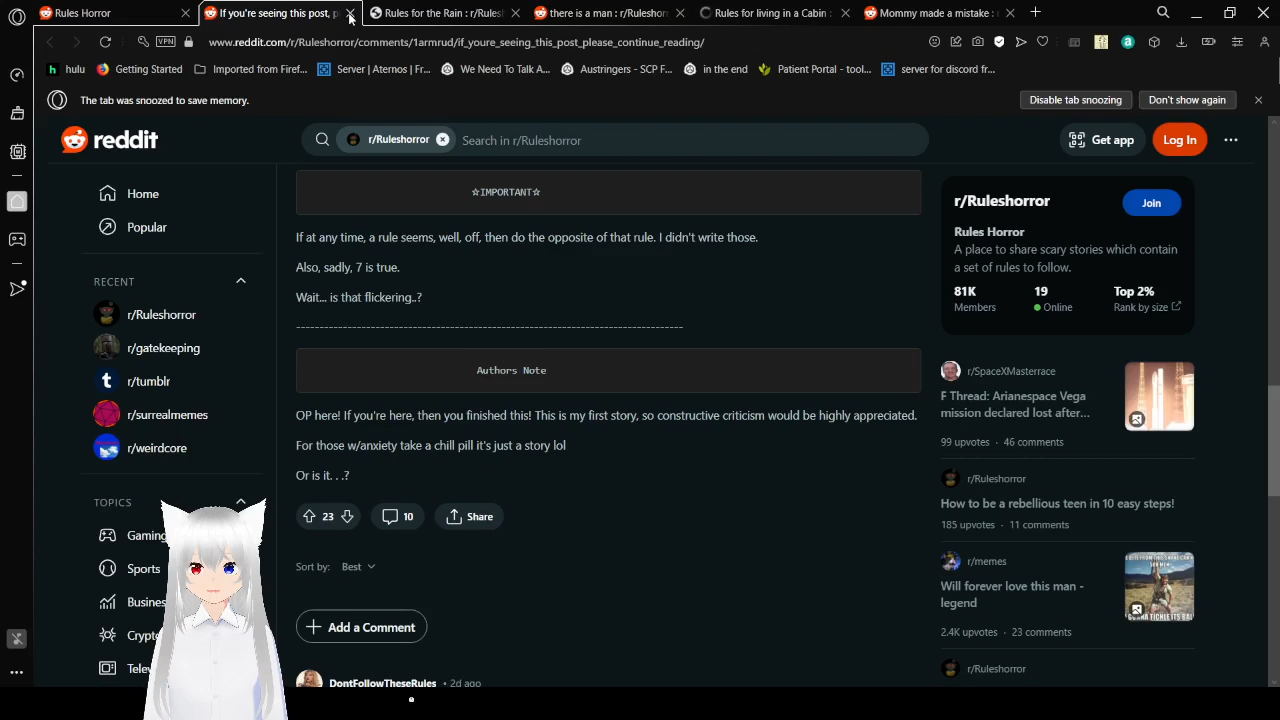 Rules Horror
If you're seeing this post, p
Rules for the Rain : r/Rules
there is a man : r/Ruleshor
Rules for living in a Cabin
Mommy made a mistake :
VPN
www.reddit.com/r/Ruleshorror/comments/1armrud/if_youre_seeing_this_post_please_continue_reading/
hulu
Getting Started
Imported from Firef...
Server | Aternos | Fr...
We Need To Talk A...
Austringers - SCP F...
in the end
Patient Portal - tool...
server for discord fr...
The tab was snoozed to save memory.
Disable tab snoozing
Don't show again
reddit
r/Ruleshorror
Search in r/Ruleshorror
Get app
Log In
Home
Popular
RECENT
r/Ruleshorror
r/gatekeeping
r/tumblr
r/surrealmemes
r/weirdcore
TOPICS
Gaming
Sports
Busines
Crypto
Telev
☆IMPORTANT☆
If at any time, a rule seems, well, off, then do the opposite of that rule. I didn't write those.
Also, sadly, 7 is true.
Wait... is that flickering..?
--------------------------------------------------------------------------------------
Authors Note
OP here! If you're here, then you finished this! This is my first story, so constructive criticism would be highly appreciated.
For those w/anxiety take a chill pill it's just a story lol
Or is it. . .?
23
10
Share
Sort by: Best
Add a Comment
DontFollowTheseRules • 2d ago
r/Ruleshorror
Join
Rules Horror
A place to share scary stories which contain
a set of rules to follow.
81K
19
Top 2%
Members
Online
Rank by size
r/SpaceXMasterrace
F Thread: Arianespace Vega
mission declared lost after...
99 upvotes • 46 comments
r/Ruleshorror
How to be a rebellious teen in 10 easy steps!
185 upvotes • 11 comments
r/memes
Will forever love this man -
legend
2.4K upvotes • 23 comments
r/Ruleshorror